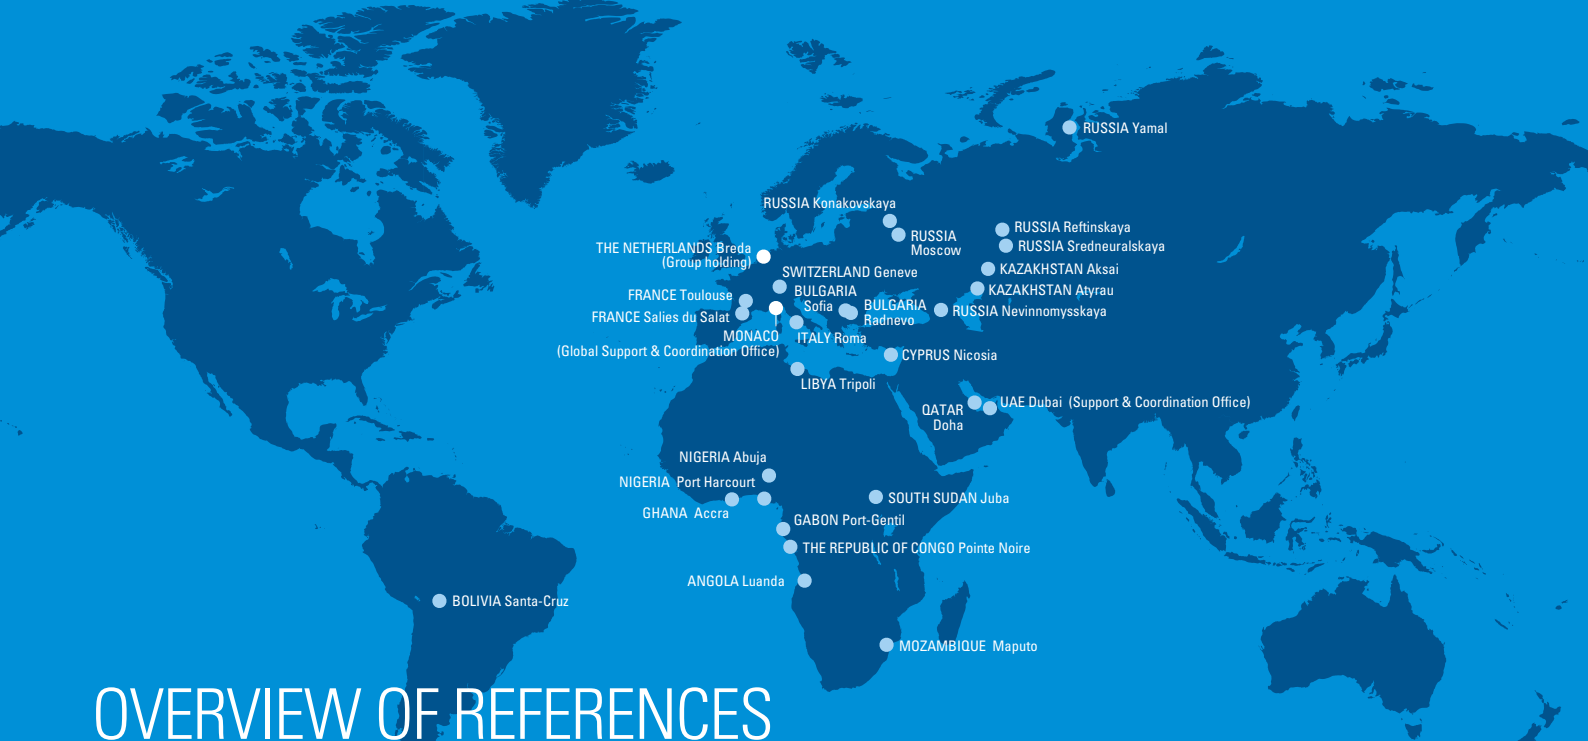 RUSSIA Yamal
RUSSIA Konakovskaya
RUSSIA Reftinskaya
RUSSIA
Moscow
RUSSIA Sredneuralskaya
THE NETHERLANDS Breda
(Group holding)
KAZAKHSTAN Aksai
SWITZERLAND Geneve
KAZAKHSTAN Atyrau
BULGARIA
Sofia
FRANCE Toulouse
BULGARIA
Radnevo
RUSSIA Nevinnomysskaya
FRANCE Salies du Salat
MONACO
(Global Support & Coordination Office)
ITALY Roma
CYPRUS Nicosia
LIBYA Tripoli
UAE Dubai (Support & Coordination Office)
QATAR
Doha
NIGERIA Abuja
NIGERIA Port Harcourt
SOUTH SUDAN Juba
GHANA Accra
GABON Port-Gentil
THE REPUBLIC OF CONGO Pointe Noire
ANGOLA Luanda
BOLIVIA Santa-Cruz
MOZAMBIQUE Maputo
OVERVIEW OF REFERENCES